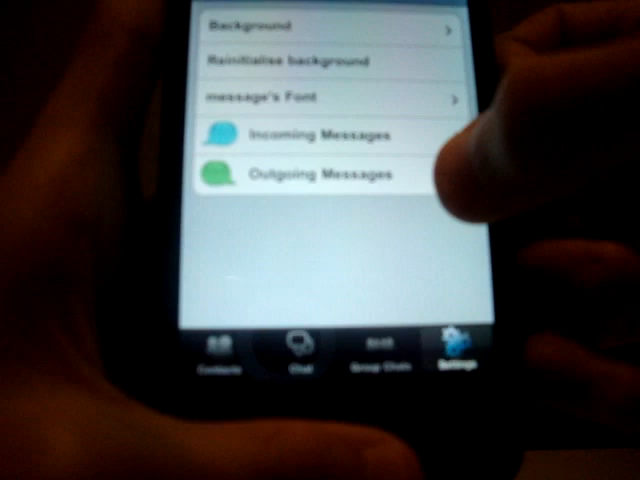 Background
Reinitialise background
message's Font
Incoming Messages
Outgoing Messages
Contacts
Chat
Group Chats
Settings